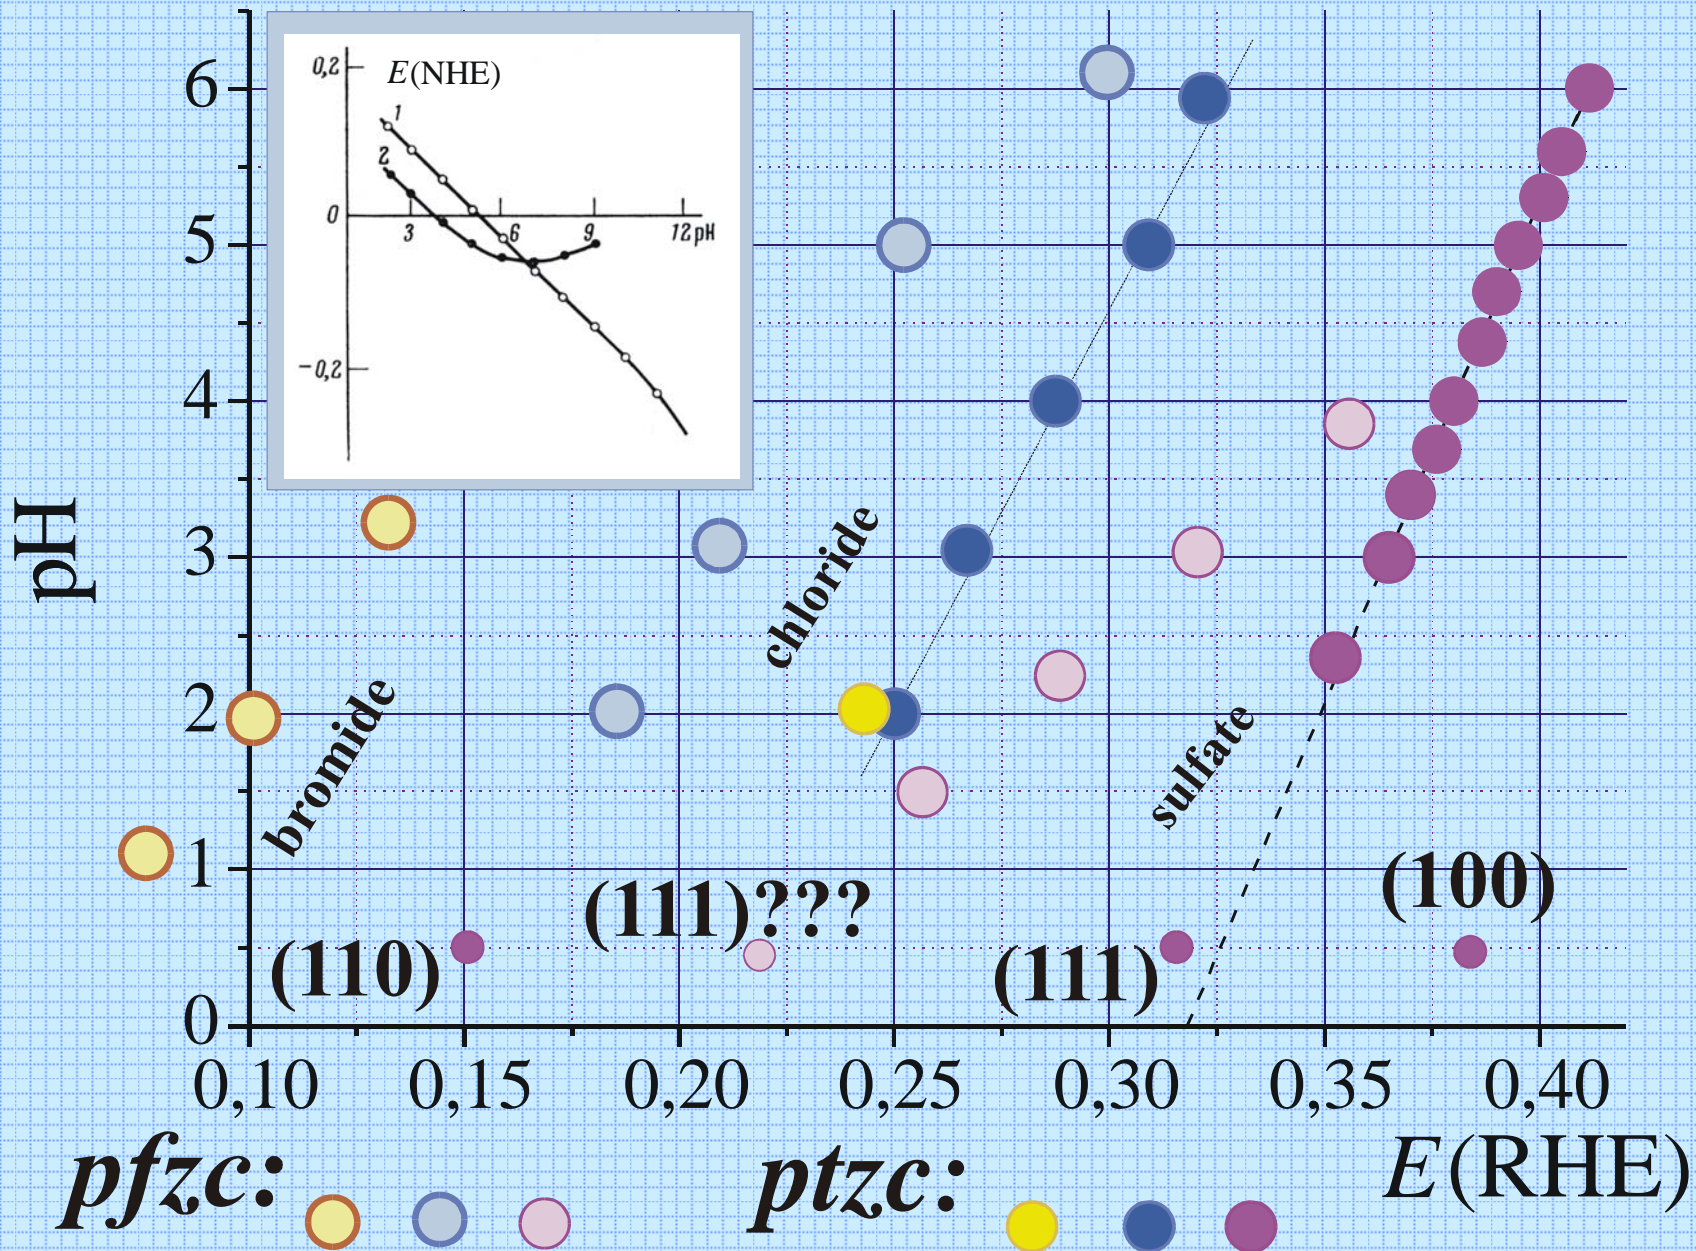 E(NHE)
0,2
1
2
0
3
6
9
12 pH
−0,2
6
5
4
3
2
1
0
pH
bromide
chloride
sulfate
(110)
(111)???
(111)
(100)
0,10 0,15 0,20 0,25 0,30 0,35 0,40
E(RHE)
pfzc: ptzc: